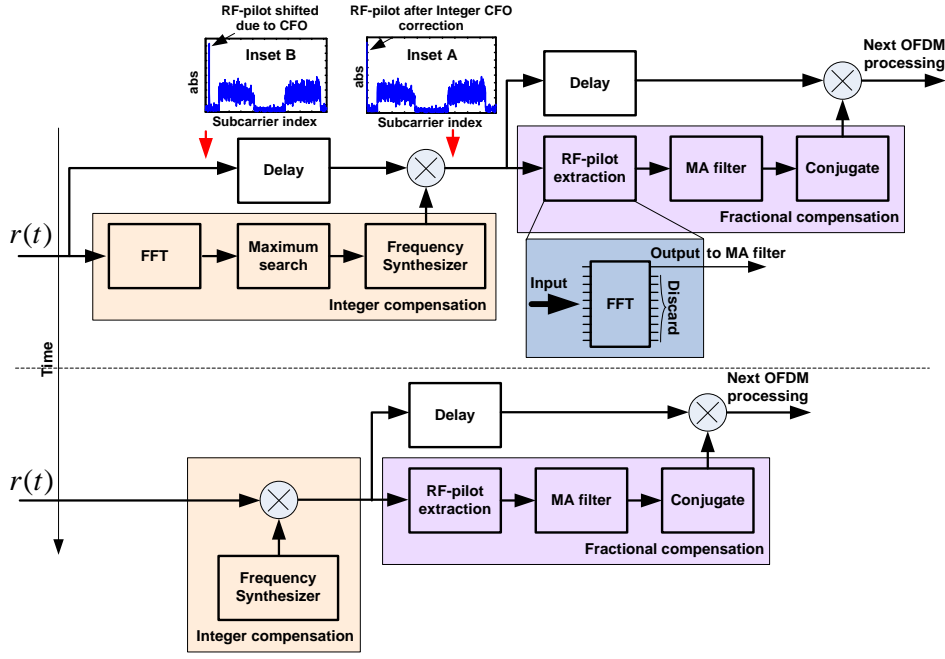 RF-pilot shifted
due to CFO
RF-pilot after Integer CFO
correction
Inset B
abs
Subcarrier index
Inset A
abs
Subcarrier index
Next OFDM
processing
Delay
Delay
RF-pilot
extraction
MA filter
Conjugate
Fractional compensation
r(t)
FFT
Maximum
search
Frequency
Synthesizer
Integer compensation
Output to MA filter
Input
FFT
Discard
Time
Next OFDM
processing
Delay
r(t)
RF-pilot
extraction
MA filter
Conjugate
Fractional compensation
Frequency
Synthesizer
Integer compensation